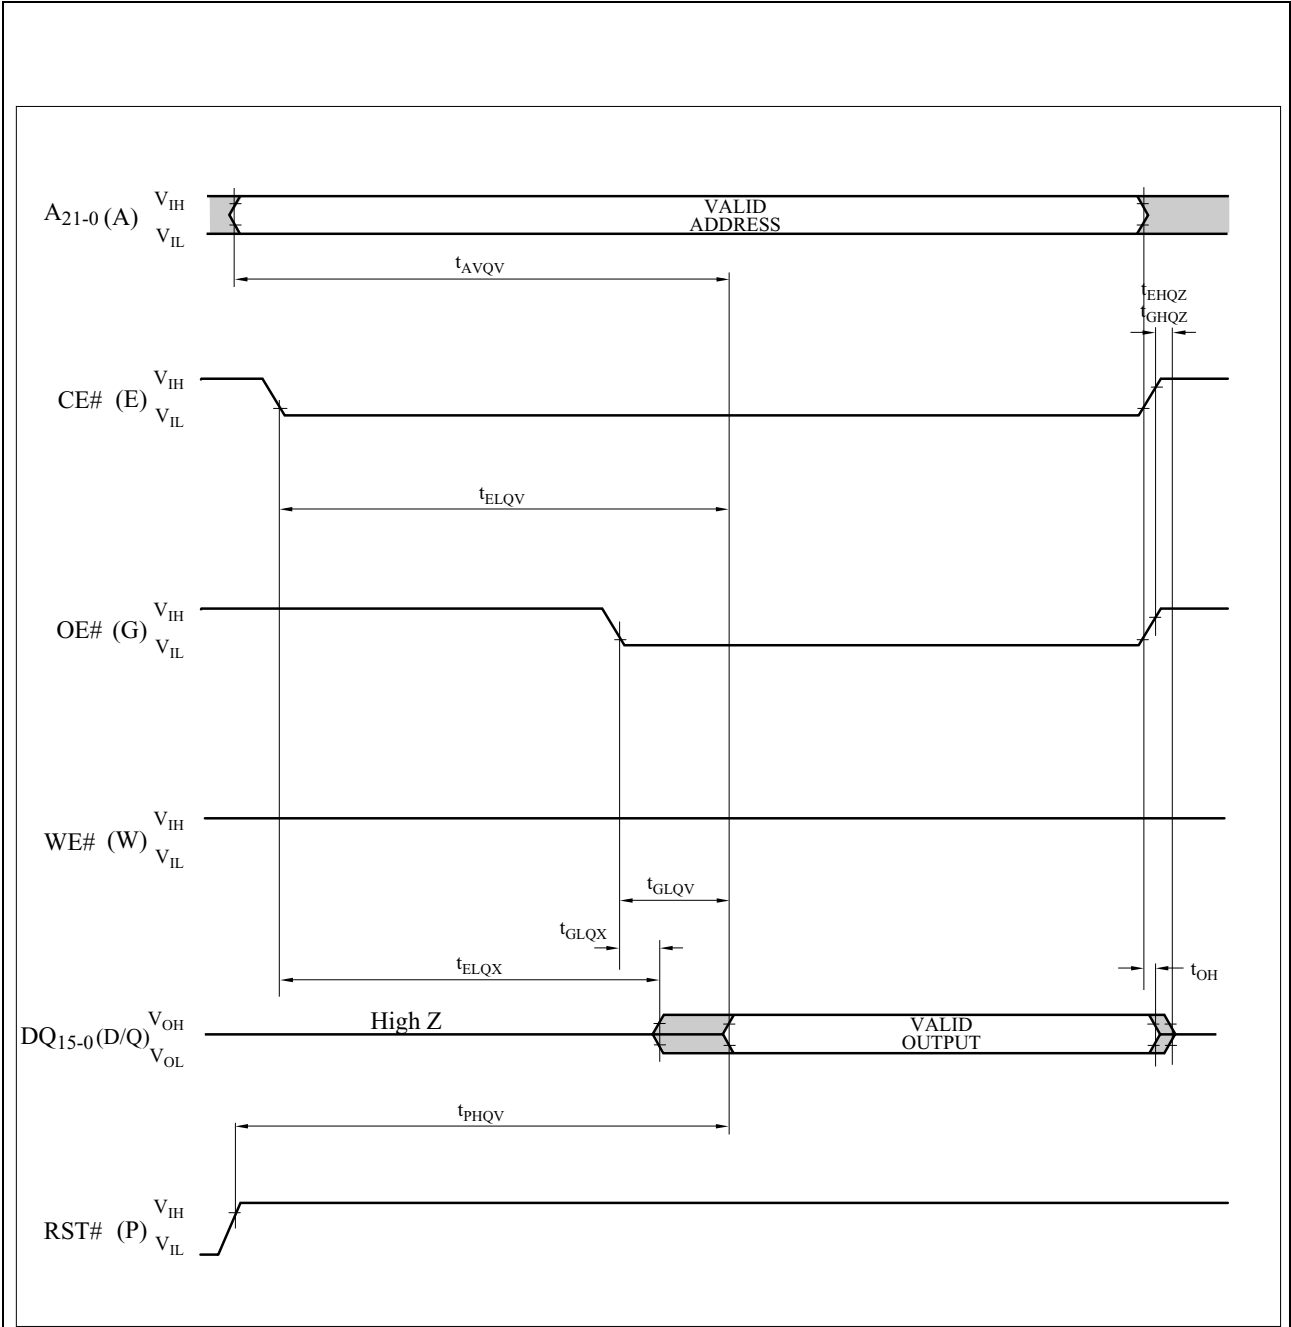 A21-0 (A) VIH
VIL
VALID
ADDRESS
tAVQV
tEHQZ
tGHQZ
CE# (E) VIH
VIL
tELQV
OE# (G) VIH
VIL
WE# (W) VIH
VIL
tGLQV
tGLQX
tELQX
tOH
DQ15-0 (D/Q) VOH
VOL
High Z
VALID
OUTPUT
tPHQV
RST# (P) VIH
VIL